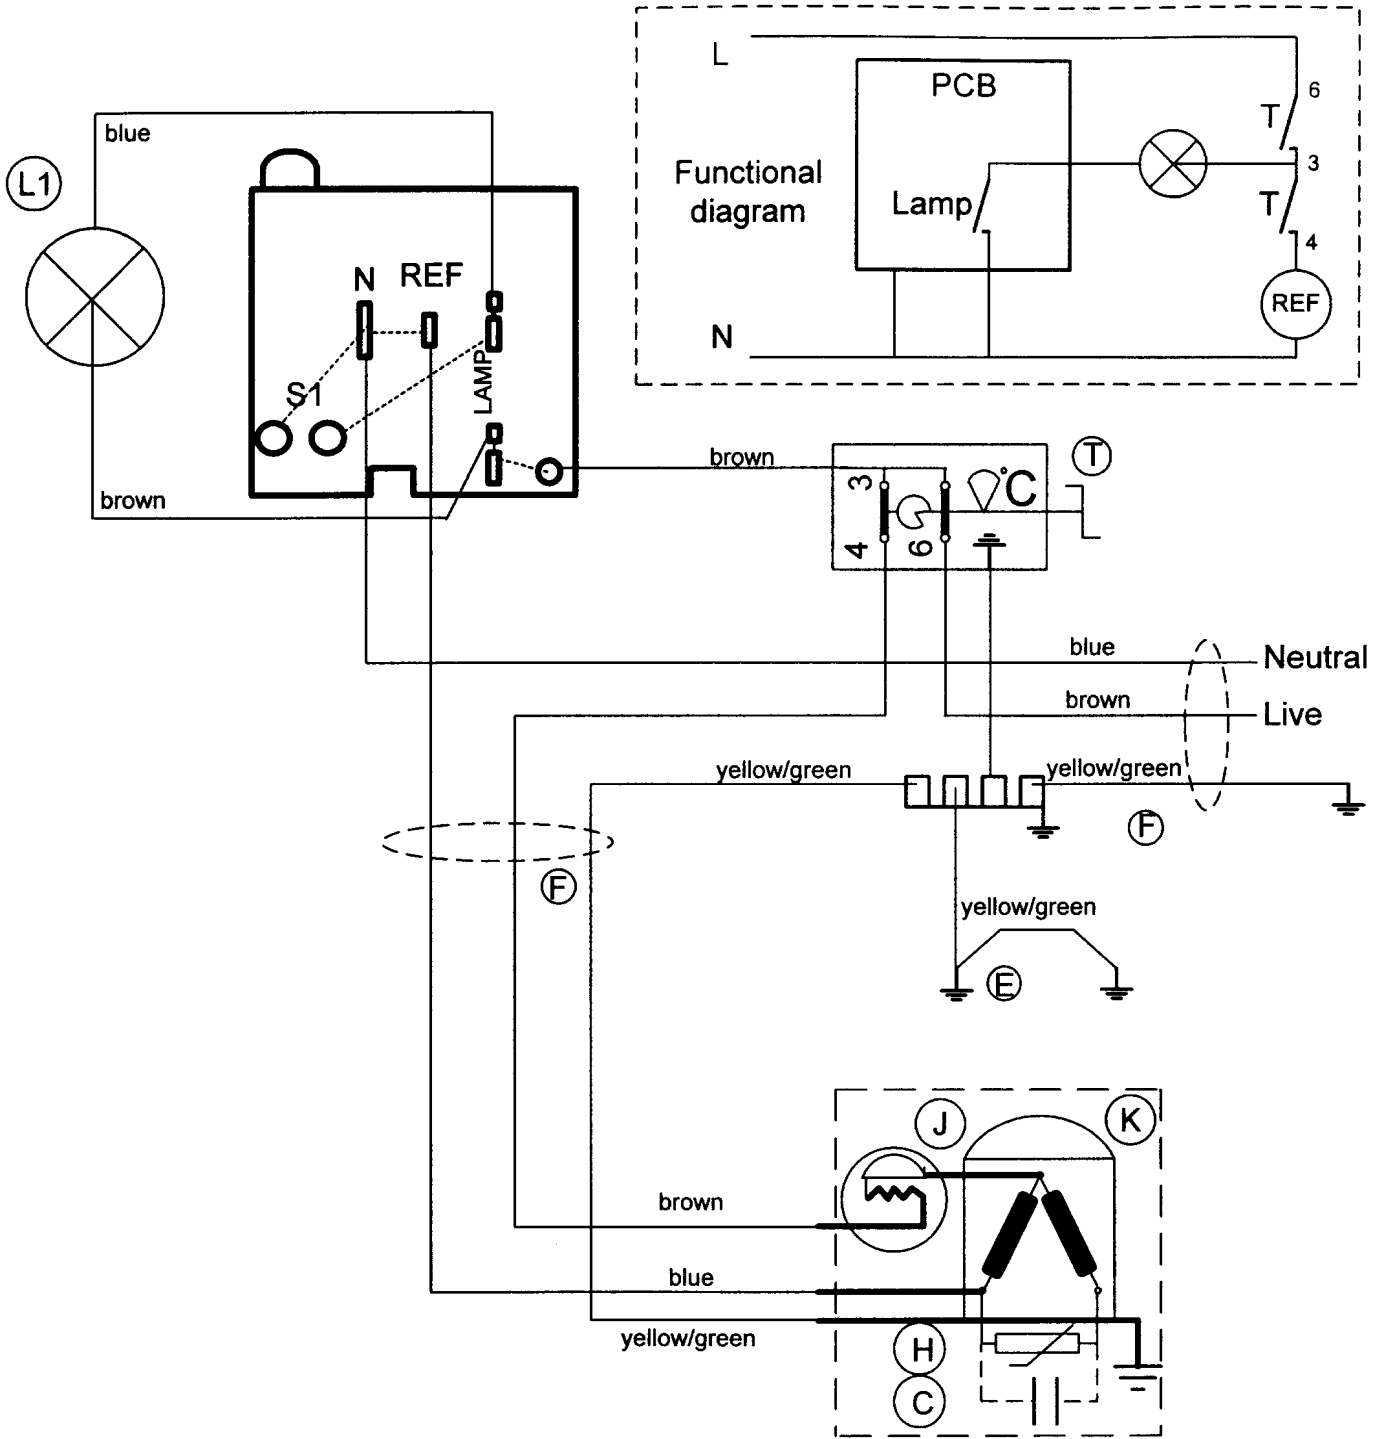 L
PCB
6
T
blue
Functional
diagram
3
L1
Lamp
T
4
N
REF
REF
N
S1
LAMP
brown
T
3
°C
brown
4
6
blue
Neutral
brown
Live
yellow/green
yellow/green
F
F
yellow/green
E
J
K
brown
blue
yellow/green
H
C